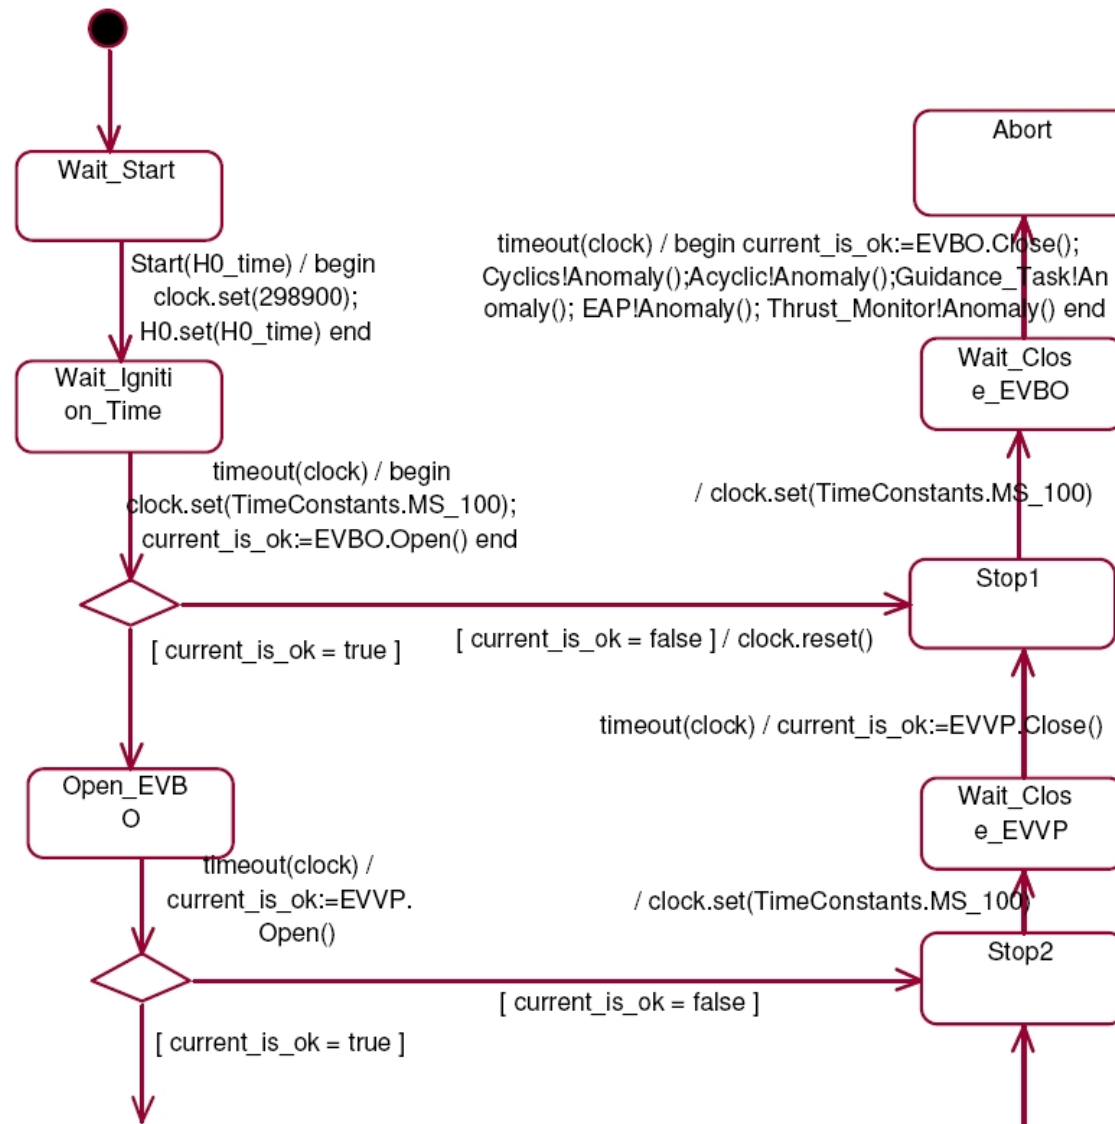 Wait_Start
Abort
Start(H0_time) / begin
clock.set(298900);
H0.set(H0_time) end
timeout(clock) / begin current_is_ok:=EVBO.Close();
Cyclics!Anomaly();Acyclic!Anomaly();Guidance_Task!An
omaly(); EAP!Anomaly(); Thrust_Monitor!Anomaly() end
Wait_Igniti
on_Time
Wait_Clos
e_EVBO
timeout(clock) / begin
clock.set(TimeConstants.MS_100);
current_is_ok:=EVBO.Open() end
/ clock.set(TimeConstants.MS_100)
Stop1
[ current_is_ok = true ]
[ current_is_ok = false ] / clock.reset()
timeout(clock) / current_is_ok:=EVVP.Close()
Open_EVB
O
Wait_Clos
e_EVVP
timeout(clock) /
current_is_ok:=EVVP.
Open()
/ clock.set(TimeConstants.MS_100)
Stop2
[ current_is_ok = false ]
[ current_is_ok = true ]